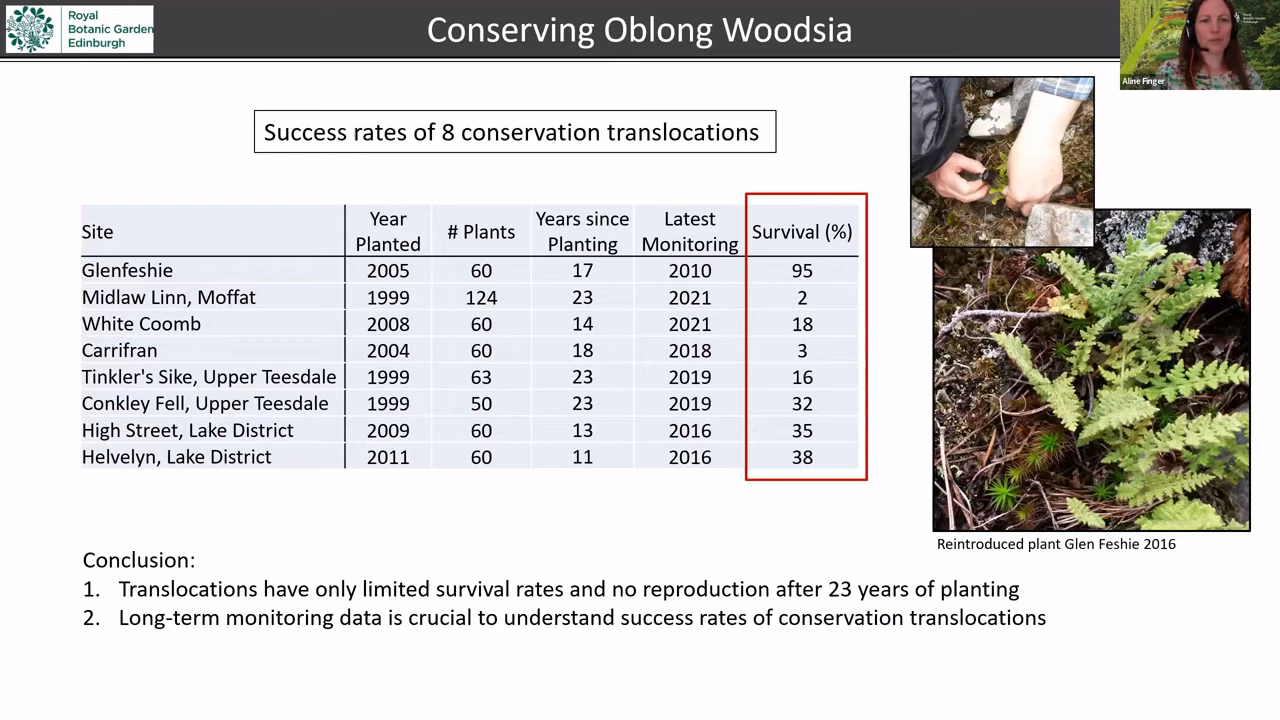 Royal
Botanic Garden
Edinburgh
Conserving Oblong Woodsia
Aline Finger
Success rates of 8 conservation translocations
Site Year Planted # Plants Years since Planting Latest Monitoring Survival (%)
Glenfeshie 2005 60 17 2010 95
Midlaw Linn, Moffat 1999 124 23 2021 2
White Coomb 2008 60 14 2021 18
Carrifran 2004 60 18 2018 3
Tinkler's Sike, Upper Teesdale 1999 63 23 2019 16
Conkley Fell, Upper Teesdale 1999 50 23 2019 32
High Street, Lake District 2009 60 13 2016 35
Helvelyn, Lake District 2011 60 11 2016 38
Reintroduced plant Glen Feshie 2016
Conclusion:
1. Translocations have only limited survival rates and no reproduction after 23 years of planting
2. Long-term monitoring data is crucial to understand success rates of conservation translocations